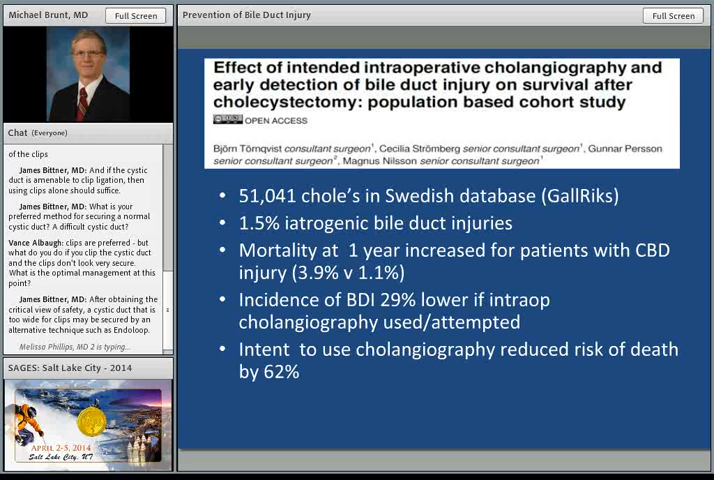 Michael Brunt, MD
Full Screen
Chat (Everyone)
of the clips
James Bittner, MD: And if the cystic
duct is amenable to clip ligation, then
using clips alone should suffice.
James Bittner, MD: What is your
preferred method for securing a normal
cystic duct? A difficult cystic duct?
Vance Albaugh: clips are preferred - but
what do you do if you clip the cystic duct
and the clips don't look very secure.
What is the optimal management at this
point?
James Bittner, MD: After obtaining the
critical view of safety, a cystic duct that is
too wide for clips may be secured by an
alternative technique such as Endoloop.
Melissa Phillips, MD 2 is typing...
SAGES: Salt Lake City - 2014
APRIL 2-5, 2014
Salt Lake City, UT
Prevention of Bile Duct Injury
Full Screen
Effect of intended intraoperative cholangiography and
early detection of bile duct injury on survival after
cholecystectomy: population based cohort study
OPEN ACCESS
Björn Törnqvist consultant surgeon1, Cecilia Strömberg senior consultant surgeon1, Gunnar Persson
senior consultant surgeon2, Magnus Nilsson senior consultant surgeon1
• 51,041 chole's in Swedish database (GallRiks)
• 1.5% iatrogenic bile duct injuries
• Mortality at 1 year increased for patients with CBD
injury (3.9% v 1.1%)
• Incidence of BDI 29% lower if intraop
cholangiography used/attempted
• Intent to use cholangiography reduced risk of death
by 62%